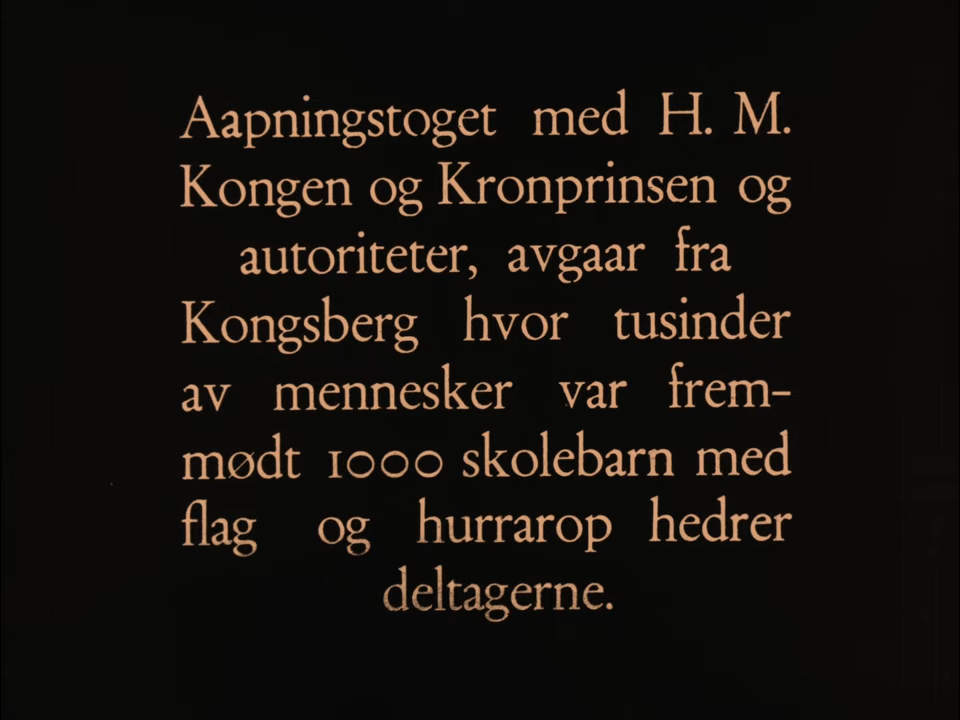 Aapningstoget med H. M.
Kongen og Kronprinsen og
autoriteter, avgaar fra
Kongsberg hvor tusinder
av mennesker var frem-
mødt 1000 skolebarn med
flag og hurrarop hedrer
deltagerne.